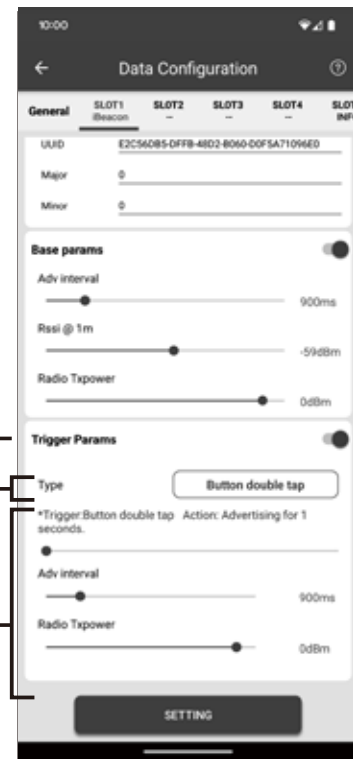 10:00
Data Configuration
General SLOT1 SLOT2 SLOT3 SLOT4 SLOT
iBeacon -- -- -- INF
UUID E2C56DB5-DFFB-48D2-B060-D0F5A71096E0
Major 0
Minor 0
Base params
Adv interval
900ms
Rssi @ 1m
-59dBm
Radio Txpower
0dBm
Trigger Params
Type Button double tap
*Trigger:Button double tap Action: Advertising for 1
seconds.
Adv interval
900ms
Radio Txpower
0dBm
SETTING